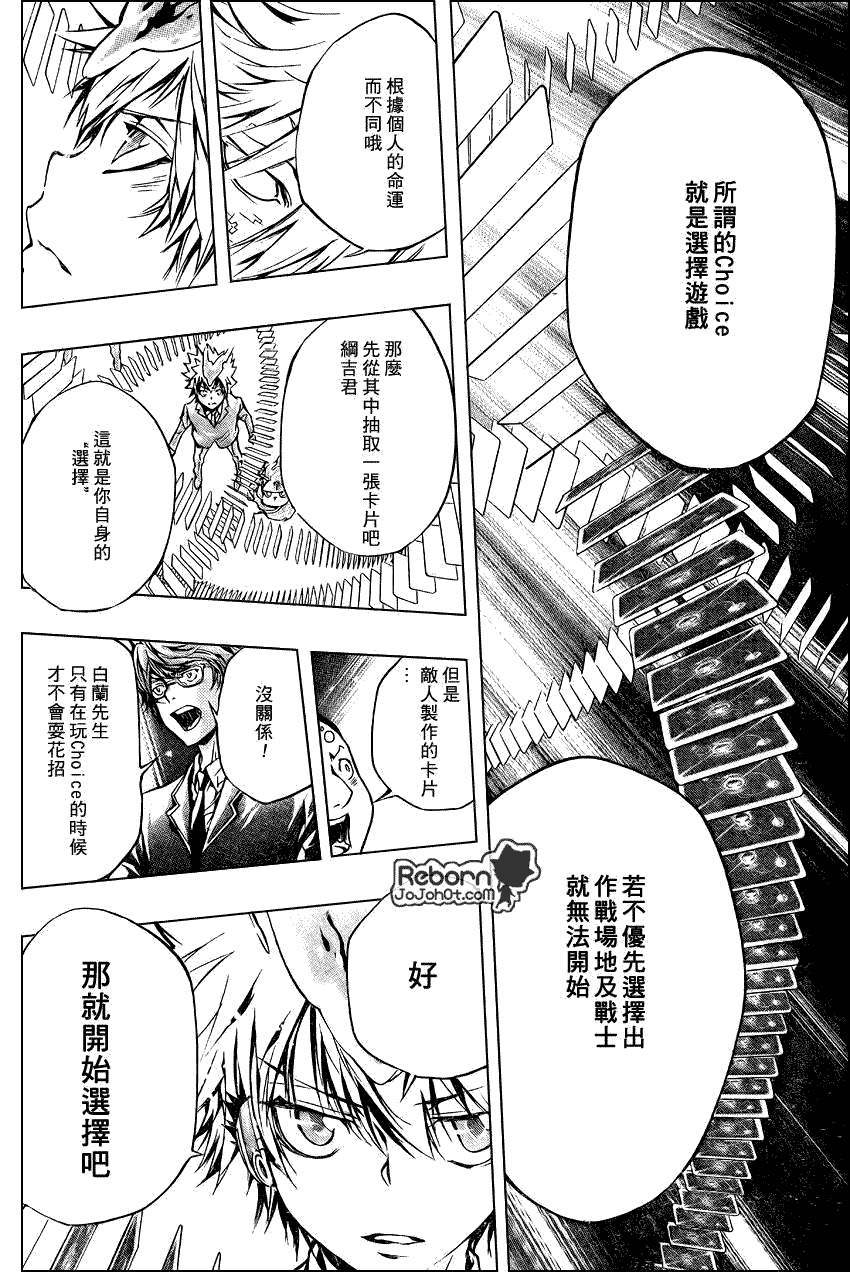 所謂的Choice
就是選擇遊戲
若不優先選擇出
作戰場地及戰士
就無法開始
根據個人的命運
而不同哦
那麼
先從其中抽取一張卡片吧
綱吉君
這就是你自身的
“選擇”
但是
敵人製作的卡片
…
沒關係！
白蘭先生
只有在玩Choice的時候
才不會耍花招
好
那就開始選擇吧
Reborn
JoJoHot.com